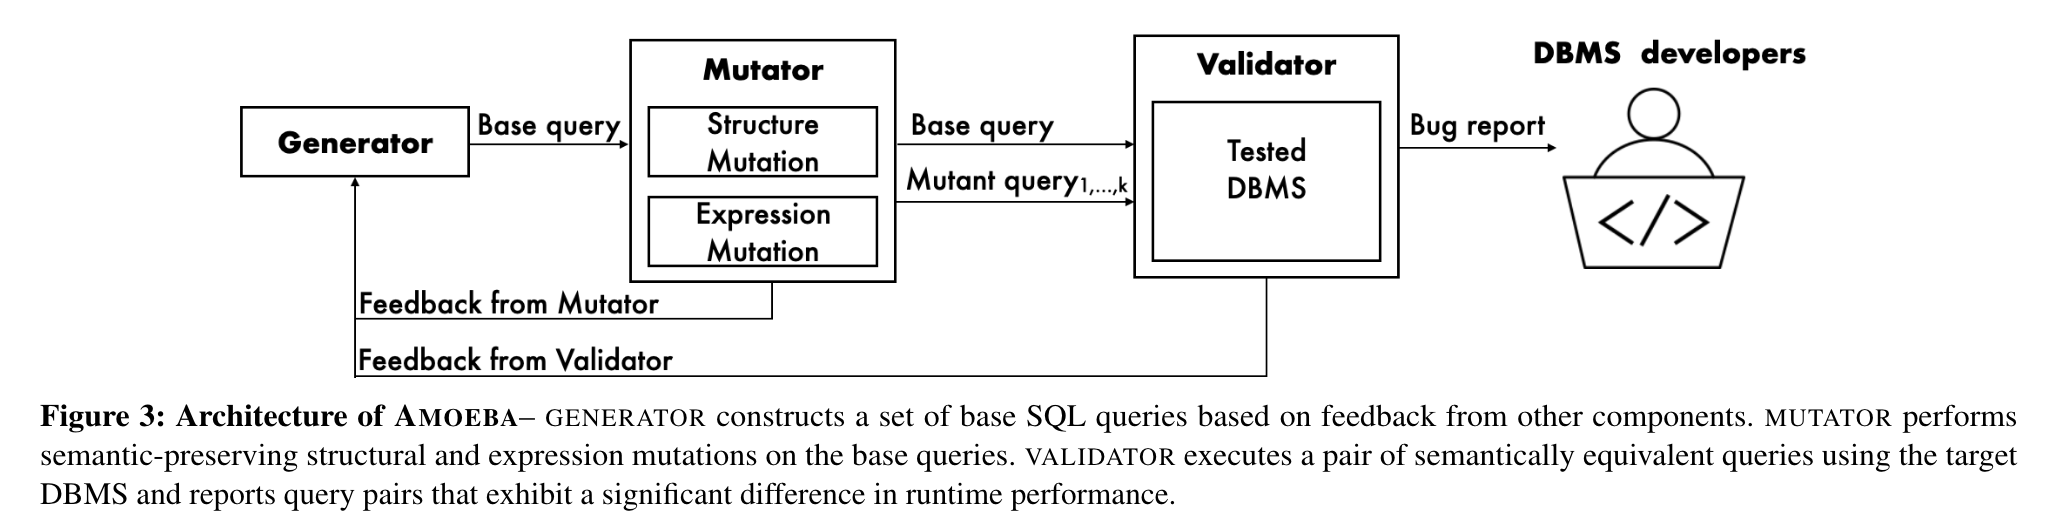 DBMS developers
Mutator
Validator
Structure
Mutation
Expression
Mutation
Generator
Base query
Base query
Mutant query1,...,k
Tested
DBMS
Bug report
</>
Feedback from Mutator
Feedback from Validator
Figure 3: Architecture of AMOEBA– GENERATOR constructs a set of base SQL queries based on feedback from other components. MUTATOR performs
semantic-preserving structural and expression mutations on the base queries. VALIDATOR executes a pair of semantically equivalent queries using the target
DBMS and reports query pairs that exhibit a significant difference in runtime performance.